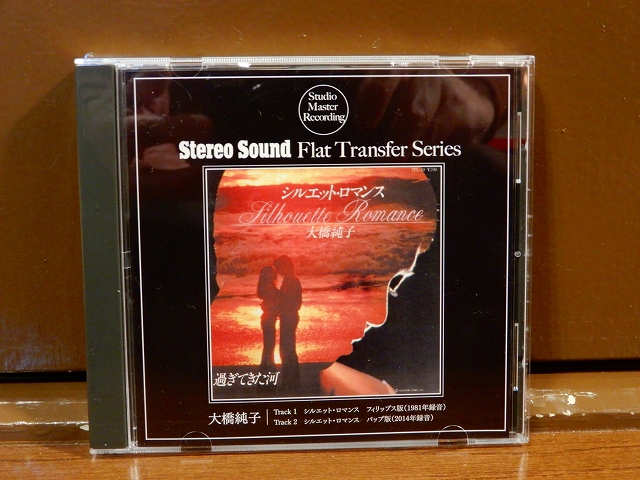 Studio
Master
Recording
Stereo Sound Flat Transfer Series
シルエット・ロマンス
Silhouette Romance
大橋純子
過ぎてきた河
大橋純子
Track 1 シルエット・ロマンス フィリップス版(1981年録音)
Track 2 シルエット・ロマンス バップ版(2014年録音)